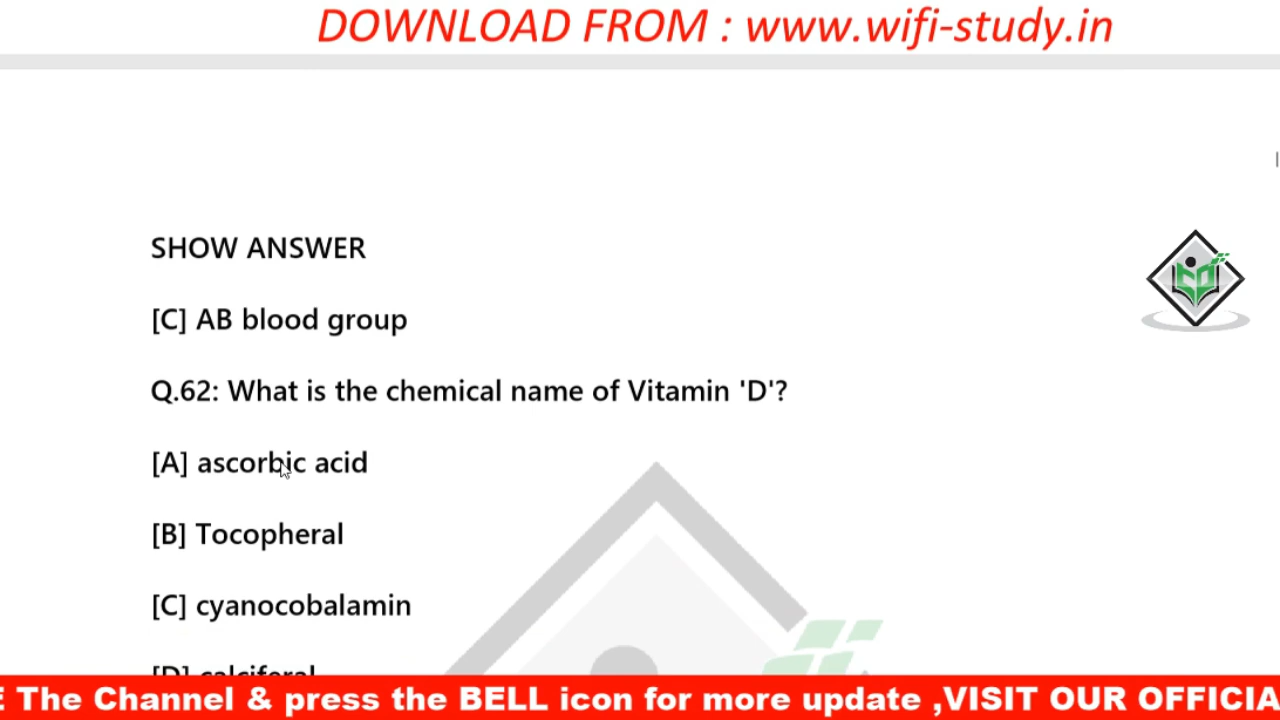 DOWNLOAD FROM : www.wifi-study.in
SHOW ANSWER
[C] AB blood group
Q.62: What is the chemical name of Vitamin 'D'?
[A] ascorbic acid
[B] Tocopheral
[C] cyanocobalamin
[D] calciferal
E The Channel & press the BELL icon for more update ,VISIT OUR OFFICIA